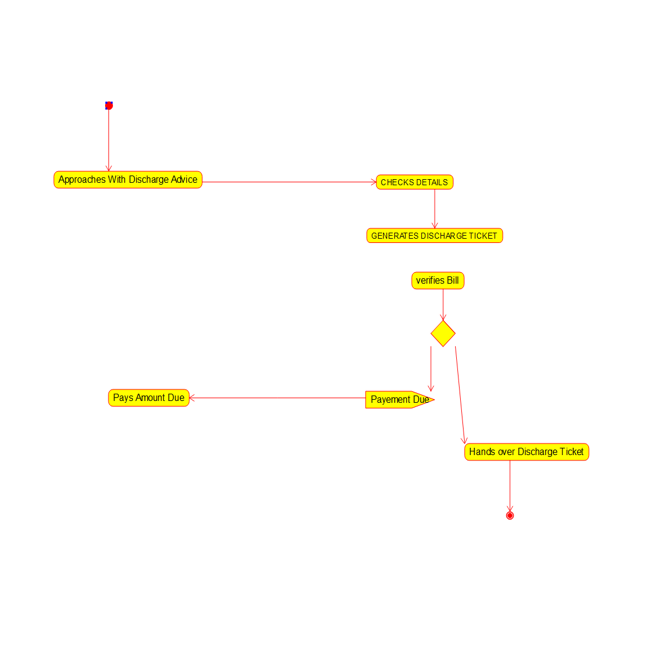 Approaches With Discharge Advice
CHECKS DETAILS
GENERATES DISCHARGE TICKET
verifies Bill
Pays Amount Due
Payement Due
Hands over Discharge Ticket